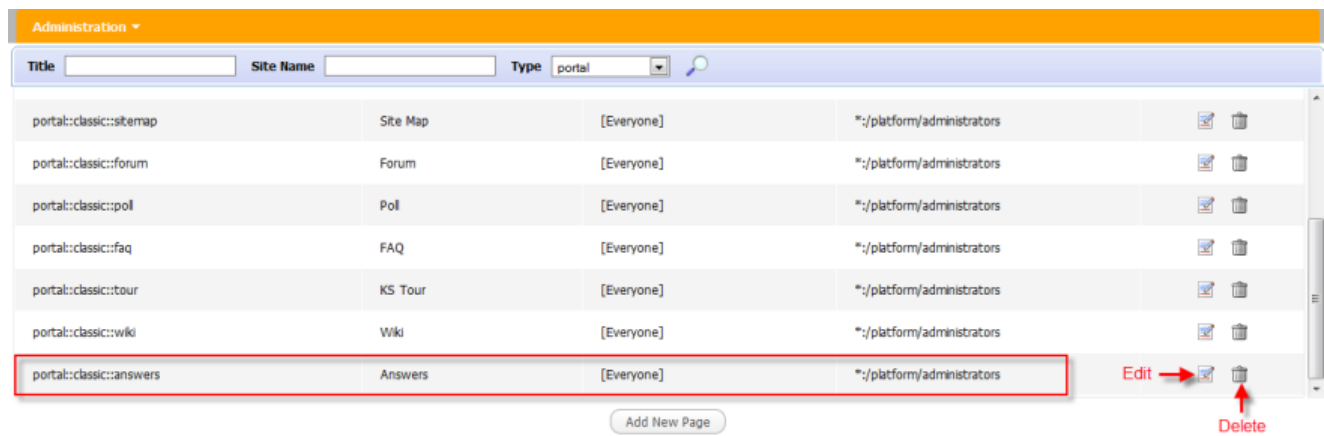 Administration
Title Site Name Type portal
portal::classic::sitemap Site Map [Everyone] *:/platform/administrators
portal::classic::forum Forum [Everyone] *:/platform/administrators
portal::classic::poll Poll [Everyone] *:/platform/administrators
portal::classic::faq FAQ [Everyone] *:/platform/administrators
portal::classic::tour KS Tour [Everyone] *:/platform/administrators
portal::classic::wiki Wiki [Everyone] *:/platform/administrators
portal::classic::answers Answers [Everyone] *:/platform/administrators Edit
Add New Page Delete